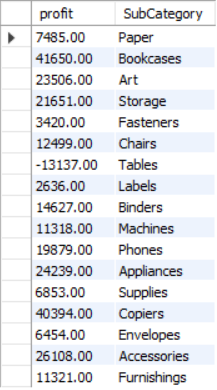 profit SubCategory
7485.00 Paper
41650.00 Bookcases
23506.00 Art
21651.00 Storage
3420.00 Fasteners
12499.00 Chairs
-13137.00 Tables
2636.00 Labels
14627.00 Binders
11318.00 Machines
19879.00 Phones
24239.00 Appliances
6853.00 Supplies
40394.00 Copiers
6454.00 Envelopes
26108.00 Accessories
11321.00 Furnishings